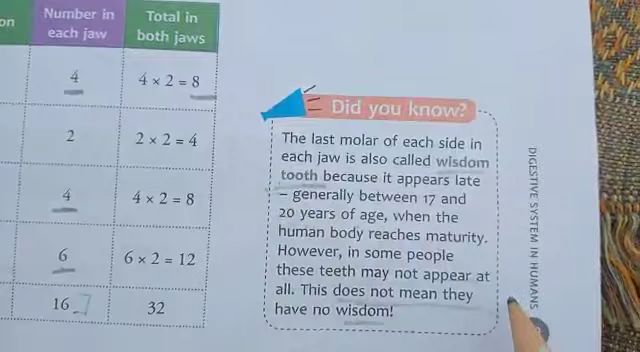 on
Number in
each jaw
Total in
both jaws
4
4 × 2 = 8
2
2 × 2 = 4
4
4 × 2 = 8
6
6 × 2 = 12
16
32
Did you know?
The last molar of each side in
each jaw is also called wisdom
tooth because it appears late
– generally between 17 and
20 years of age, when the
human body reaches maturity.
However, in some people
these teeth may not appear at
all. This does not mean they
have no wisdom!
DIGESTIVE SYSTEM IN HUMANS